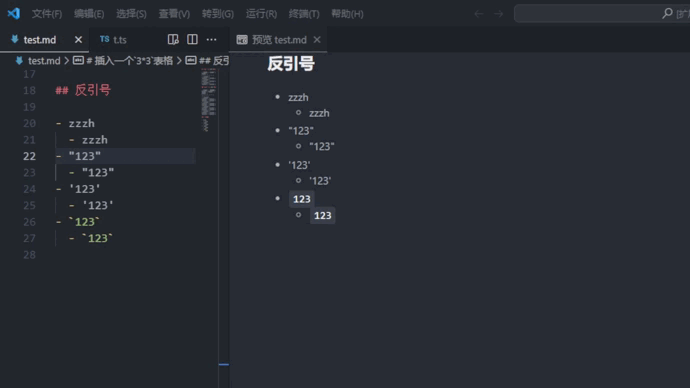 文件(F) 编辑(E) 选择(S) 查看(V) 转到(G) 运行(R) 终端(T) 帮助(H)
test.md TS t.ts
test.md > # 插入一个`3*3`表格 > ## 反引
17
18 ## 反引号
19
20 - zzzh
21 - zzzh
22 - "123"
23 - "123"
24 - '123'
25 - '123'
26 - `123`
27 - `123`
28
预览 test.md
反引号
zzzh
zzzh
"123"
"123"
'123'
'123'
123
123